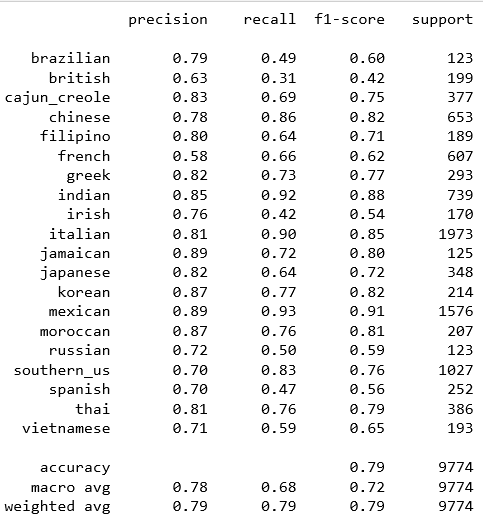 precision recall f1-score support
brazilian 0.79 0.49 0.60 123
british 0.63 0.31 0.42 199
cajun_creole 0.83 0.69 0.75 377
chinese 0.78 0.86 0.82 653
filipino 0.80 0.64 0.71 189
french 0.58 0.66 0.62 607
greek 0.82 0.73 0.77 293
indian 0.85 0.92 0.88 739
irish 0.76 0.42 0.54 170
italian 0.81 0.90 0.85 1973
jamaican 0.89 0.72 0.80 125
japanese 0.82 0.64 0.72 348
korean 0.87 0.77 0.82 214
mexican 0.89 0.93 0.91 1576
moroccan 0.87 0.76 0.81 207
russian 0.72 0.50 0.59 123
southern_us 0.70 0.83 0.76 1027
spanish 0.70 0.47 0.56 252
thai 0.81 0.76 0.79 386
vietnamese 0.71 0.59 0.65 193
accuracy 0.79 9774
macro avg 0.78 0.68 0.72 9774
weighted avg 0.79 0.79 0.79 9774